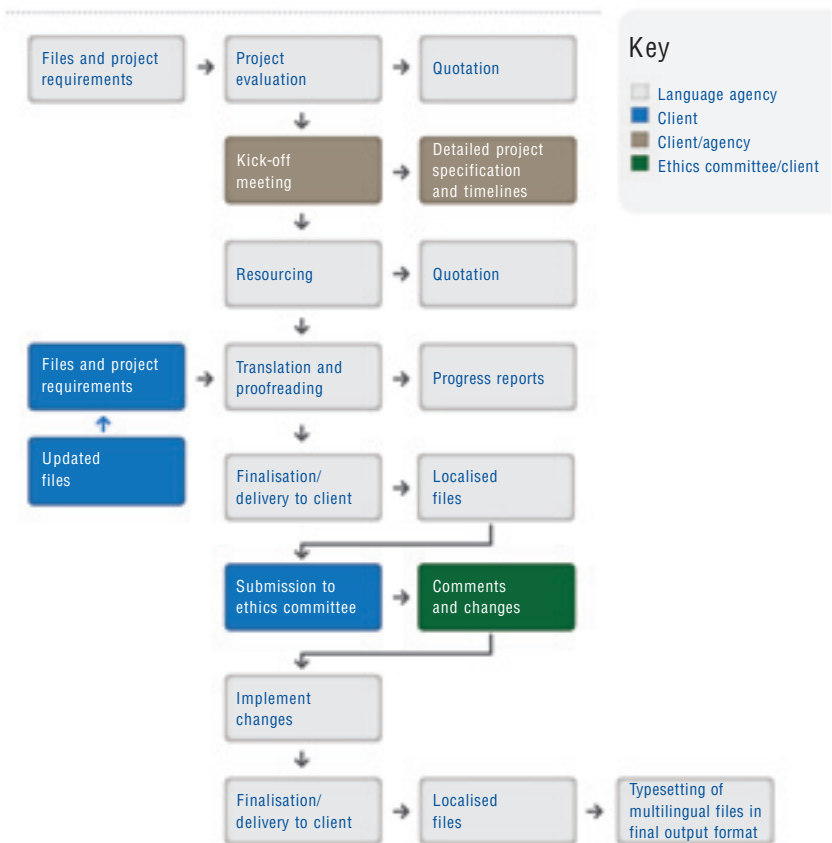 Files and project
requirements
Project
evaluation
Quotation
Key
Language agency
Client
Client/agency
Ethics committee/client
Kick-off
meeting
Detailed project
specification
and timelines
Resourcing
Quotation
Files and project
requirements
Translation and
proofreading
Progress reports
Updated
files
Finalisation/
delivery to client
Localised
files
Submission to
ethics committee
Comments
and changes
Implement
changes
Finalisation/
delivery to client
Localised
files
Typesetting of
multilingual files in
final output format